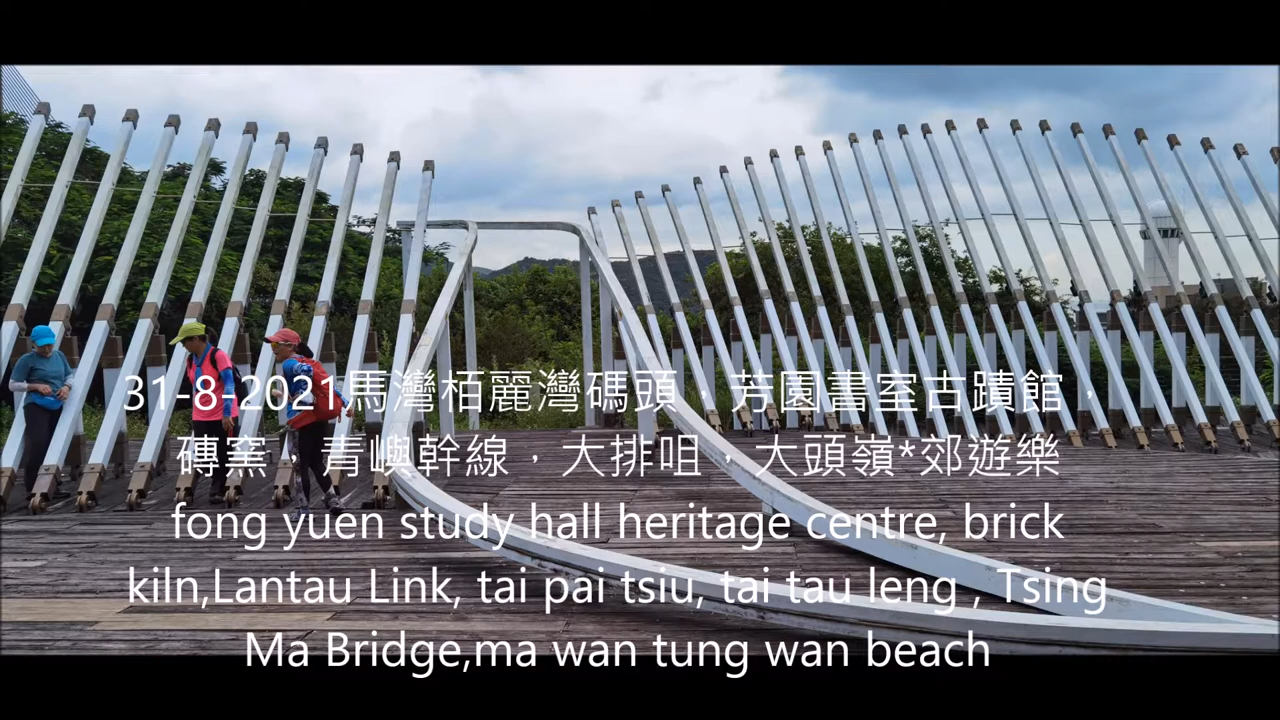 31-8-2021馬灣栢麗灣碼頭，芳園書室古蹟館，
磚窯，青嶼幹線，大排咀，大頭嶺*郊遊樂
fong yuen study hall heritage centre, brick
kiln,Lantau Link, tai pai tsiu, tai tau leng , Tsing
Ma Bridge,ma wan tung wan beach